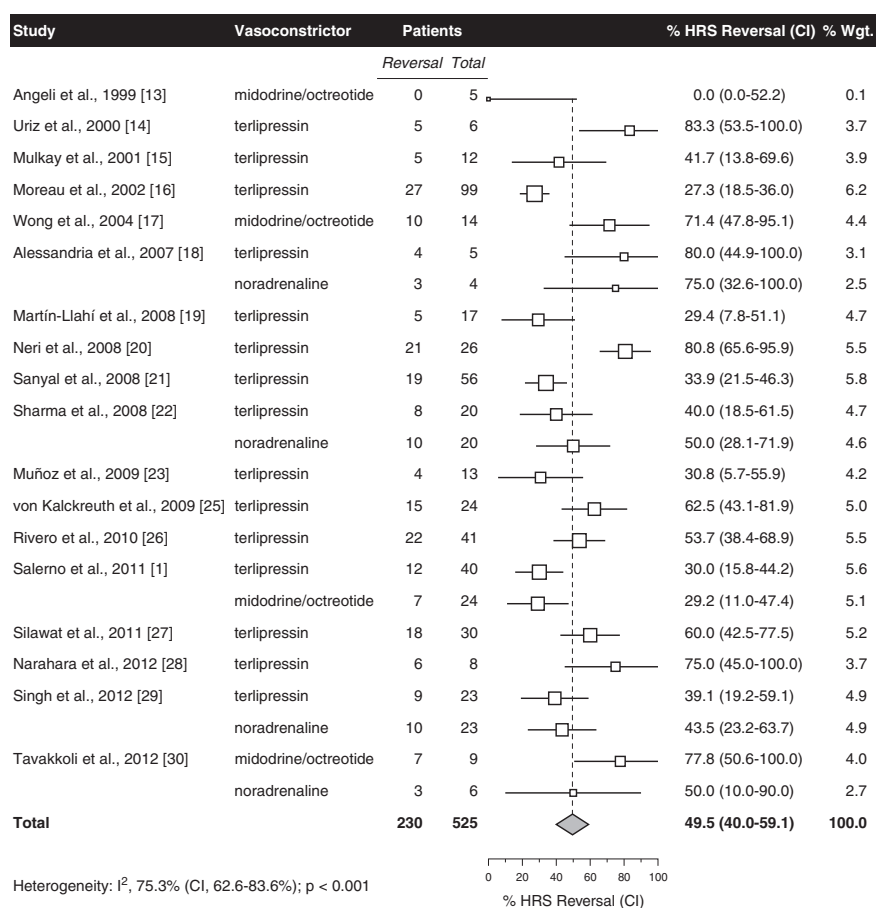 Study Vasoconstrictor Patients % HRS Reversal (CI) % Wgt.
Reversal Total
Angeli et al., 1999 [13] midodrine/octreotide 0 5 0.0 (0.0-52.2) 0.1
Uriz et al., 2000 [14] terlipressin 5 6 83.3 (53.5-100.0) 3.7
Mulkay et al., 2001 [15] terlipressin 5 12 41.7 (13.8-69.6) 3.9
Moreau et al., 2002 [16] terlipressin 27 99 27.3 (18.5-36.0) 6.2
Wong et al., 2004 [17] midodrine/octreotide 10 14 71.4 (47.8-95.1) 4.4
Alessandria et al., 2007 [18] terlipressin 4 5 80.0 (44.9-100.0) 3.1
noradrenaline 3 4 75.0 (32.6-100.0) 2.5
Martín-Llahí et al., 2008 [19] terlipressin 5 17 29.4 (7.8-51.1) 4.7
Neri et al., 2008 [20] terlipressin 21 26 80.8 (65.6-95.9) 5.5
Sanyal et al., 2008 [21] terlipressin 19 56 33.9 (21.5-46.3) 5.8
Sharma et al., 2008 [22] terlipressin 8 20 40.0 (18.5-61.5) 4.7
noradrenaline 10 20 50.0 (28.1-71.9) 4.6
Muñoz et al., 2009 [23] terlipressin 4 13 30.8 (5.7-55.9) 4.2
von Kalckreuth et al., 2009 [25] terlipressin 15 24 62.5 (43.1-81.9) 5.0
Rivero et al., 2010 [26] terlipressin 22 41 53.7 (38.4-68.9) 5.5
Salerno et al., 2011 [1] terlipressin 12 40 30.0 (15.8-44.2) 5.6
midodrine/octreotide 7 24 29.2 (11.0-47.4) 5.1
Silawat et al., 2011 [27] terlipressin 18 30 60.0 (42.5-77.5) 5.2
Narahara et al., 2012 [28] terlipressin 6 8 75.0 (45.0-100.0) 3.7
Singh et al., 2012 [29] terlipressin 9 23 39.1 (19.2-59.1) 4.9
noradrenaline 10 23 43.5 (23.2-63.7) 4.9
Tavakkoli et al., 2012 [30] midodrine/octreotide 7 9 77.8 (50.6-100.0) 4.0
noradrenaline 3 6 50.0 (10.0-90.0) 2.7
Total 230 525 49.5 (40.0-59.1) 100.0
0 20 40 60 80 100
Heterogeneity: I², 75.3% (CI, 62.6-83.6%); p < 0.001
% HRS Reversal (CI)